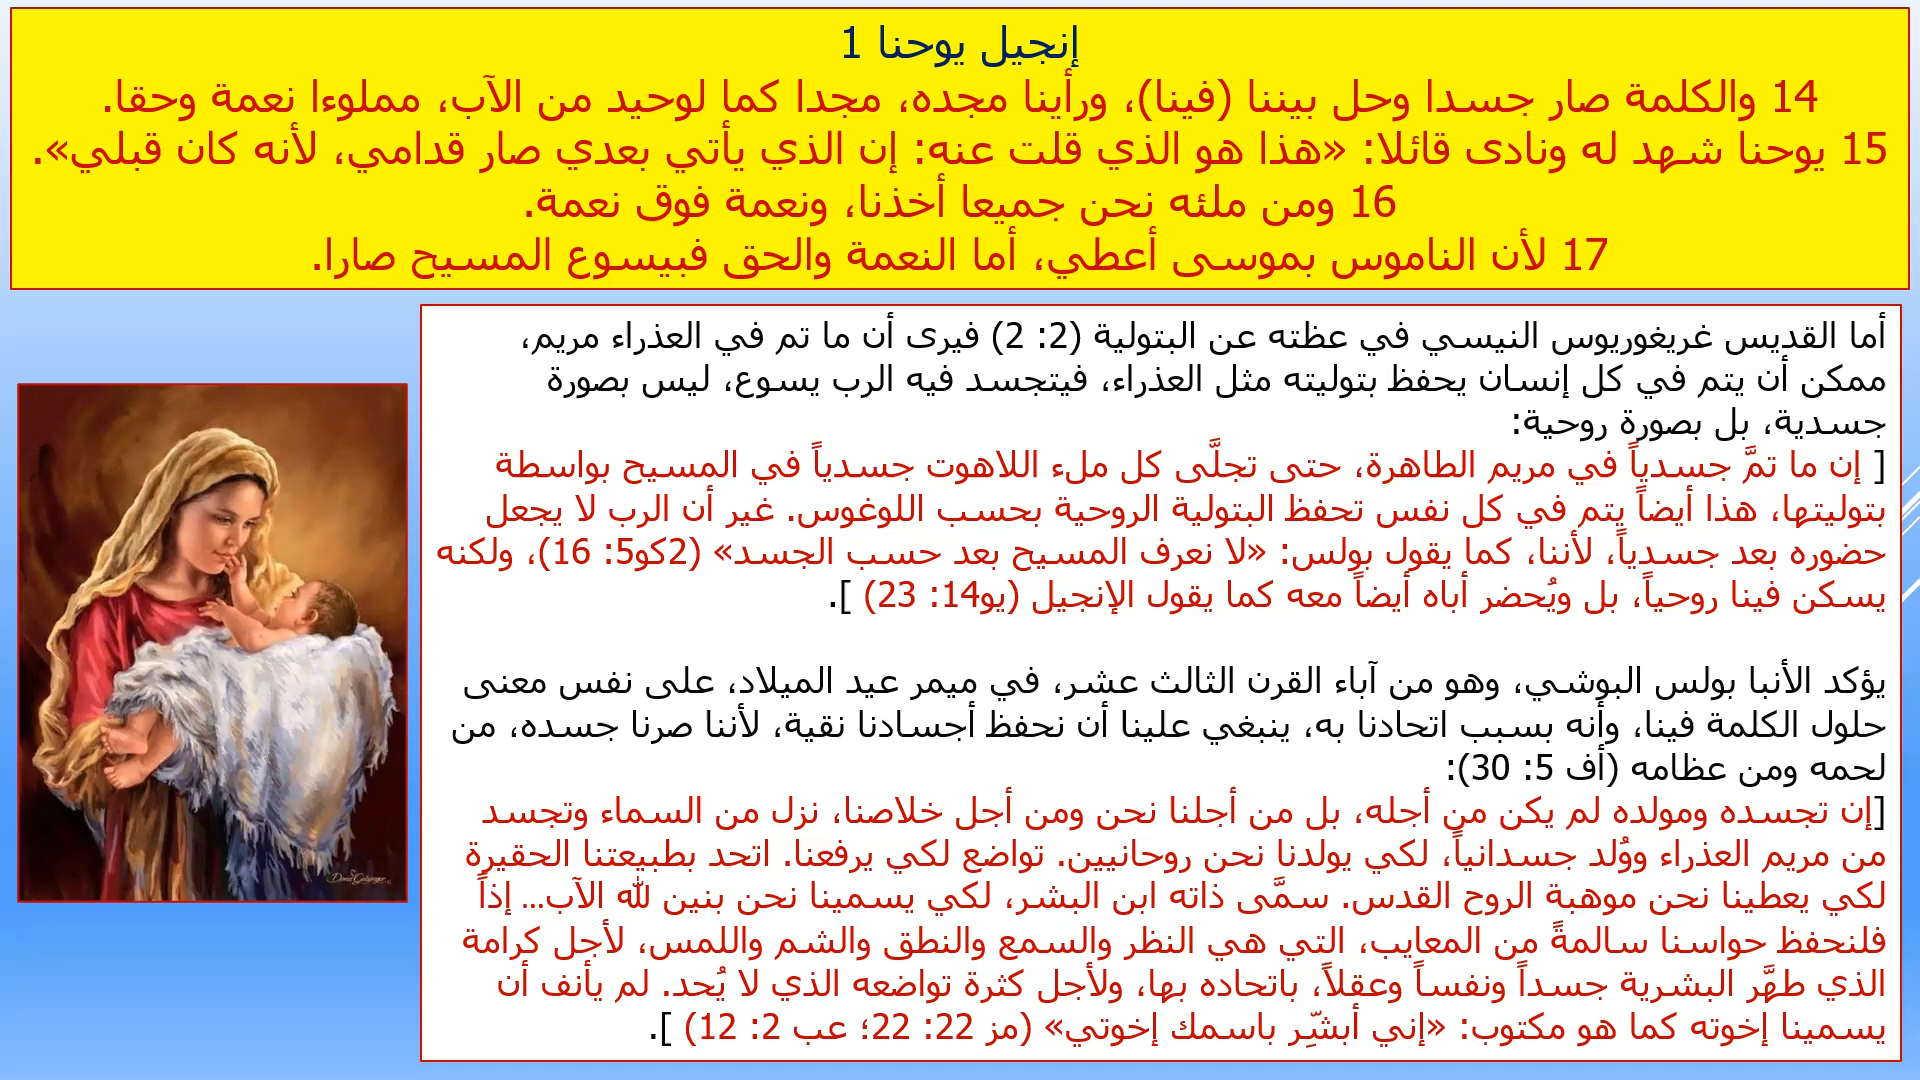 إنجيل يوحنا 1
14 والكلمة صار جسدا وحل بيننا (فينا)، ورأينا مجده، مجدا كما لوحيد من الآب، مملوءا نعمة وحقا.
15 يوحنا شهد له ونادى قائلا: «هذا هو الذي قلت عنه: إن الذي يأتي بعدي صار قدامي، لأنه كان قبلي».
16 ومن ملئه نحن جميعا أخذنا، ونعمة فوق نعمة.
17 لأن الناموس بموسى أعطي، أما النعمة والحق فبيسوع المسيح صارا.
أما القديس غريغوريوس النيسي في عظته عن البتولية (2: 2) فيرى أن ما تم في العذراء مريم،
ممكن أن يتم في كل إنسان يحفظ بتوليته مثل العذراء، فيتجسد فيه الرب يسوع، ليس بصورة
جسدية، بل بصورة روحية:
[ إن ما تمَّ جسدياً في مريم الطاهرة، حتى تجلَّى كل ملء اللاهوت جسدياً في المسيح بواسطة
بتوليتها، هذا أيضاً يتم في كل نفس تحفظ البتولية الروحية بحسب اللوغوس. غير أن الرب لا يجعل
حضوره بعد جسدياً، لأننا، كما يقول بولس: «لا نعرف المسيح بعد حسب الجسد» (2كو5: 16)، ولكنه
يسكن فينا روحياً، بل ويُحضر أباه أيضاً معه كما يقول الإنجيل (يو14: 23) ].
يؤكد الأنبا بولس البوشي، وهو من آباء القرن الثالث عشر، في ميمر عيد الميلاد، على نفس معنى
حلول الكلمة فينا، وأنه بسبب اتحادنا به، ينبغي علينا أن نحفظ أجسادنا نقية، لأننا صرنا جسده، من
لحمه ومن عظامه (أف 5: 30):
[إن تجسده ومولده لم يكن من أجله، بل من أجلنا نحن ومن أجل خلاصنا، نزل من السماء وتجسد
من مريم العذراء ووُلد جسدانياً، لكي يولدنا نحن روحانيين. تواضع لكي يرفعنا. اتحد بطبيعتنا الحقيرة
لكي يعطينا نحن موهبة الروح القدس. سمَّى ذاته ابن البشر، لكي يسمينا نحن بنين لله الآب... إذاً
فلنحفظ حواسنا سالمةً من المعايب، التي هي النظر والسمع والنطق والشم واللمس، لأجل كرامة
الذي طهَّر البشرية جسداً ونفساً وعقلاً، باتحاده بها، ولأجل كثرة تواضعه الذي لا يُحد. لم يأنف أن
يسمينا إخوته كما هو مكتوب: «إني أبشّر باسمك إخوتي» (مز 22: 22؛ عب 2: 12) ].